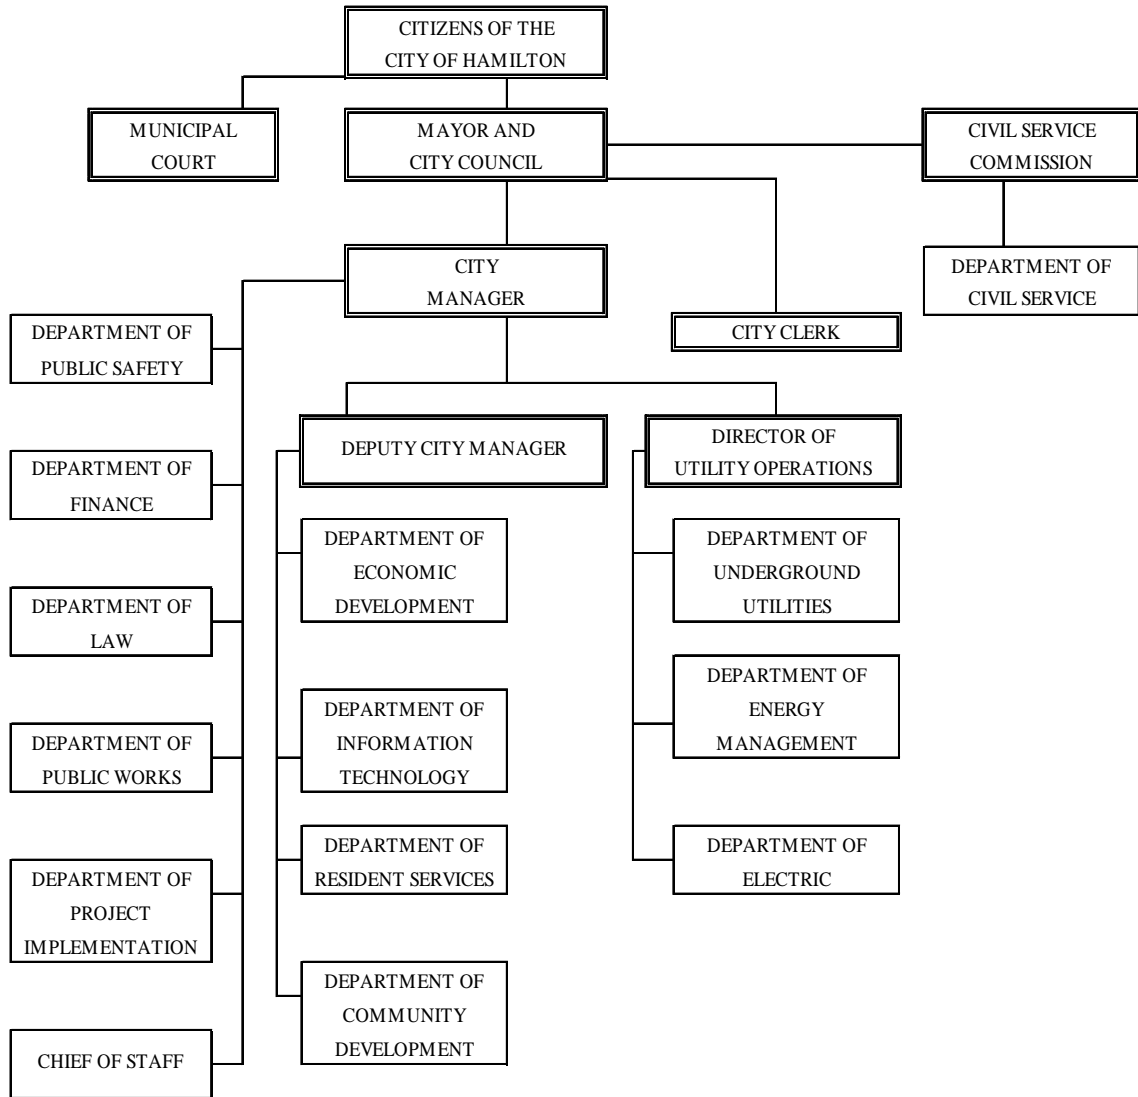 CITIZENS OF THE
CITY OF HAMILTON
MUNICIPAL
COURT
MAYOR AND
CITY COUNCIL
CIVIL SERVICE
COMMISSION
CITY
MANAGER
DEPARTMENT OF
CIVIL SERVICE
CITY CLERK
DEPARTMENT OF
PUBLIC SAFETY
DEPARTMENT OF
FINANCE
DEPARTMENT OF
LAW
DEPARTMENT OF
PUBLIC WORKS
DEPARTMENT OF
PROJECT
IMPLEMENTATION
CHIEF OF STAFF
DEPUTY CITY MANAGER
DEPARTMENT OF
ECONOMIC
DEVELOPMENT
DEPARTMENT OF
INFORMATION
TECHNOLOGY
DEPARTMENT OF
RESIDENT SERVICES
DEPARTMENT OF
COMMUNITY
DEVELOPMENT
DIRECTOR OF
UTILITY OPERATIONS
DEPARTMENT OF
UNDERGROUND
UTILITIES
DEPARTMENT OF
ENERGY
MANAGEMENT
DEPARTMENT OF
ELECTRIC